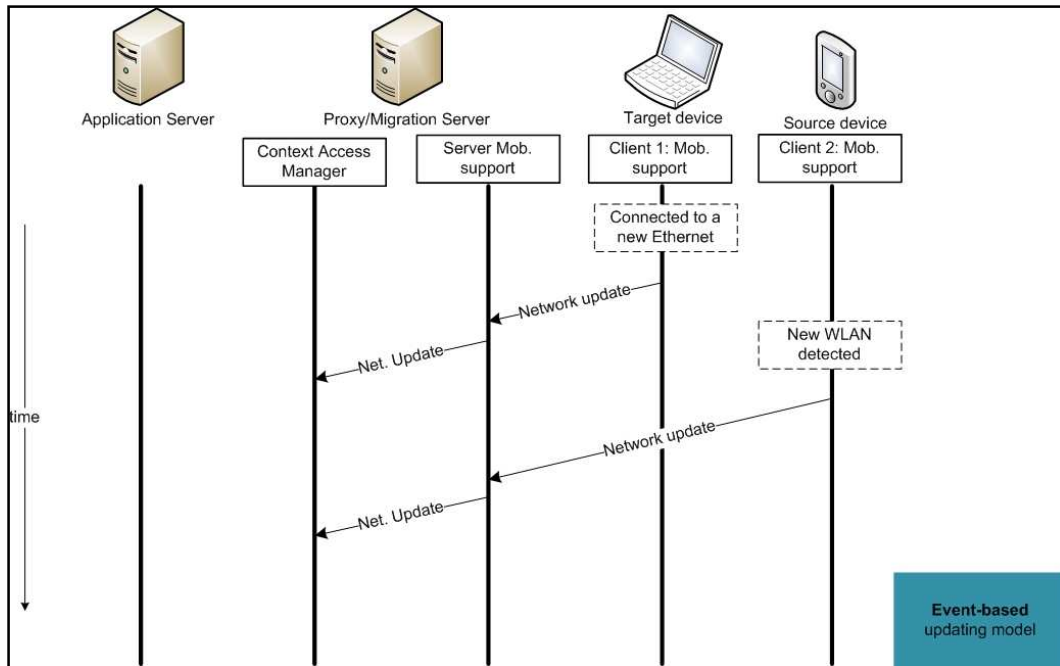 Application Server
Proxy/Migration Server
Target device
Source device
Context Access
Manager
Server Mob.
support
Client 1: Mob.
support
Client 2: Mob.
support
Connected to a
new Ethernet
Network update
New WLAN
detected
Net. Update
time
Network update
Net. Update
Event-based
updating model